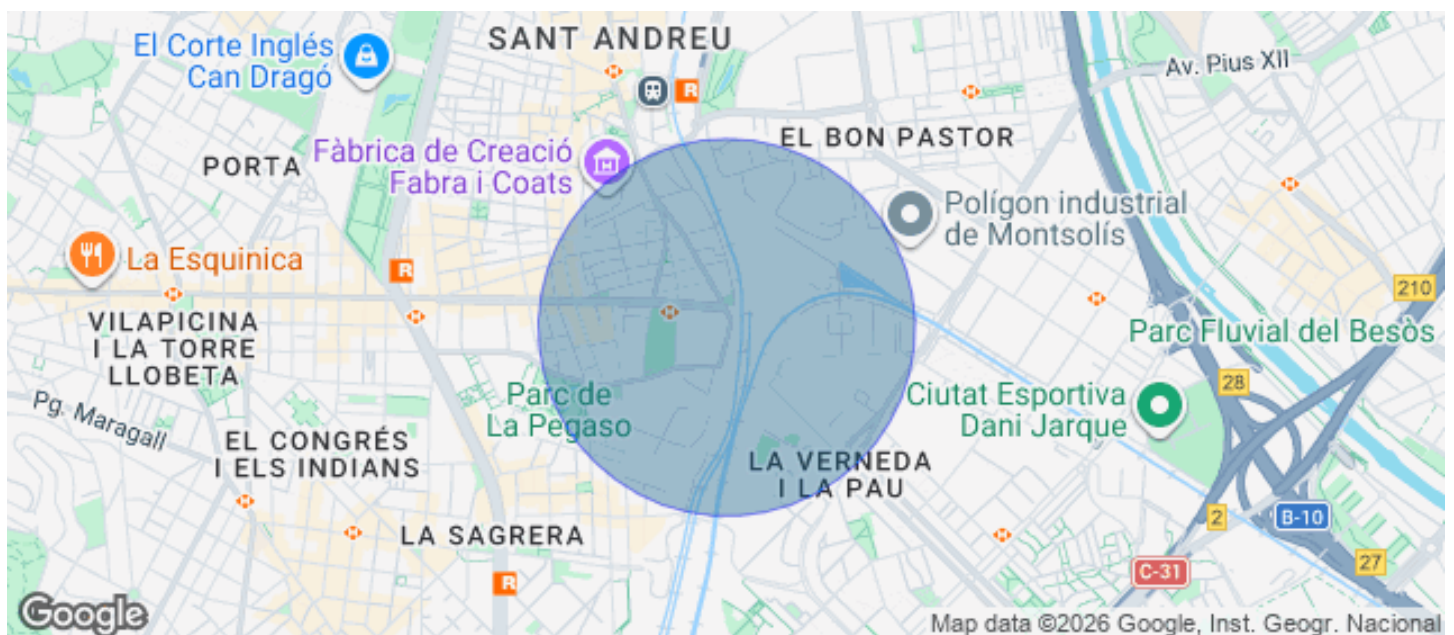 SANT ANDREU
El Corte Inglés
Can Dragó
Av. Pius XII
EL BON PASTOR
Fàbrica de Creació
Fabra i Coats
PORTA
Polígon industrial
de Montsolís
La Esquinica
R
210
VILAPICINA
I LA TORRE
LLOBETA
Parc Fluvial del Besòs
28
Pg. Maragall
Parc de
La Pegaso
Ciutat Esportiva
Dani Jarque
EL CONGRÉS
I ELS INDIANS
LA VERNEDA
I LA PAU
2
B-10
LA SAGRERA
27
C-31
R
R
Google
Map data ©2026 Google, Inst. Geogr. Nacional